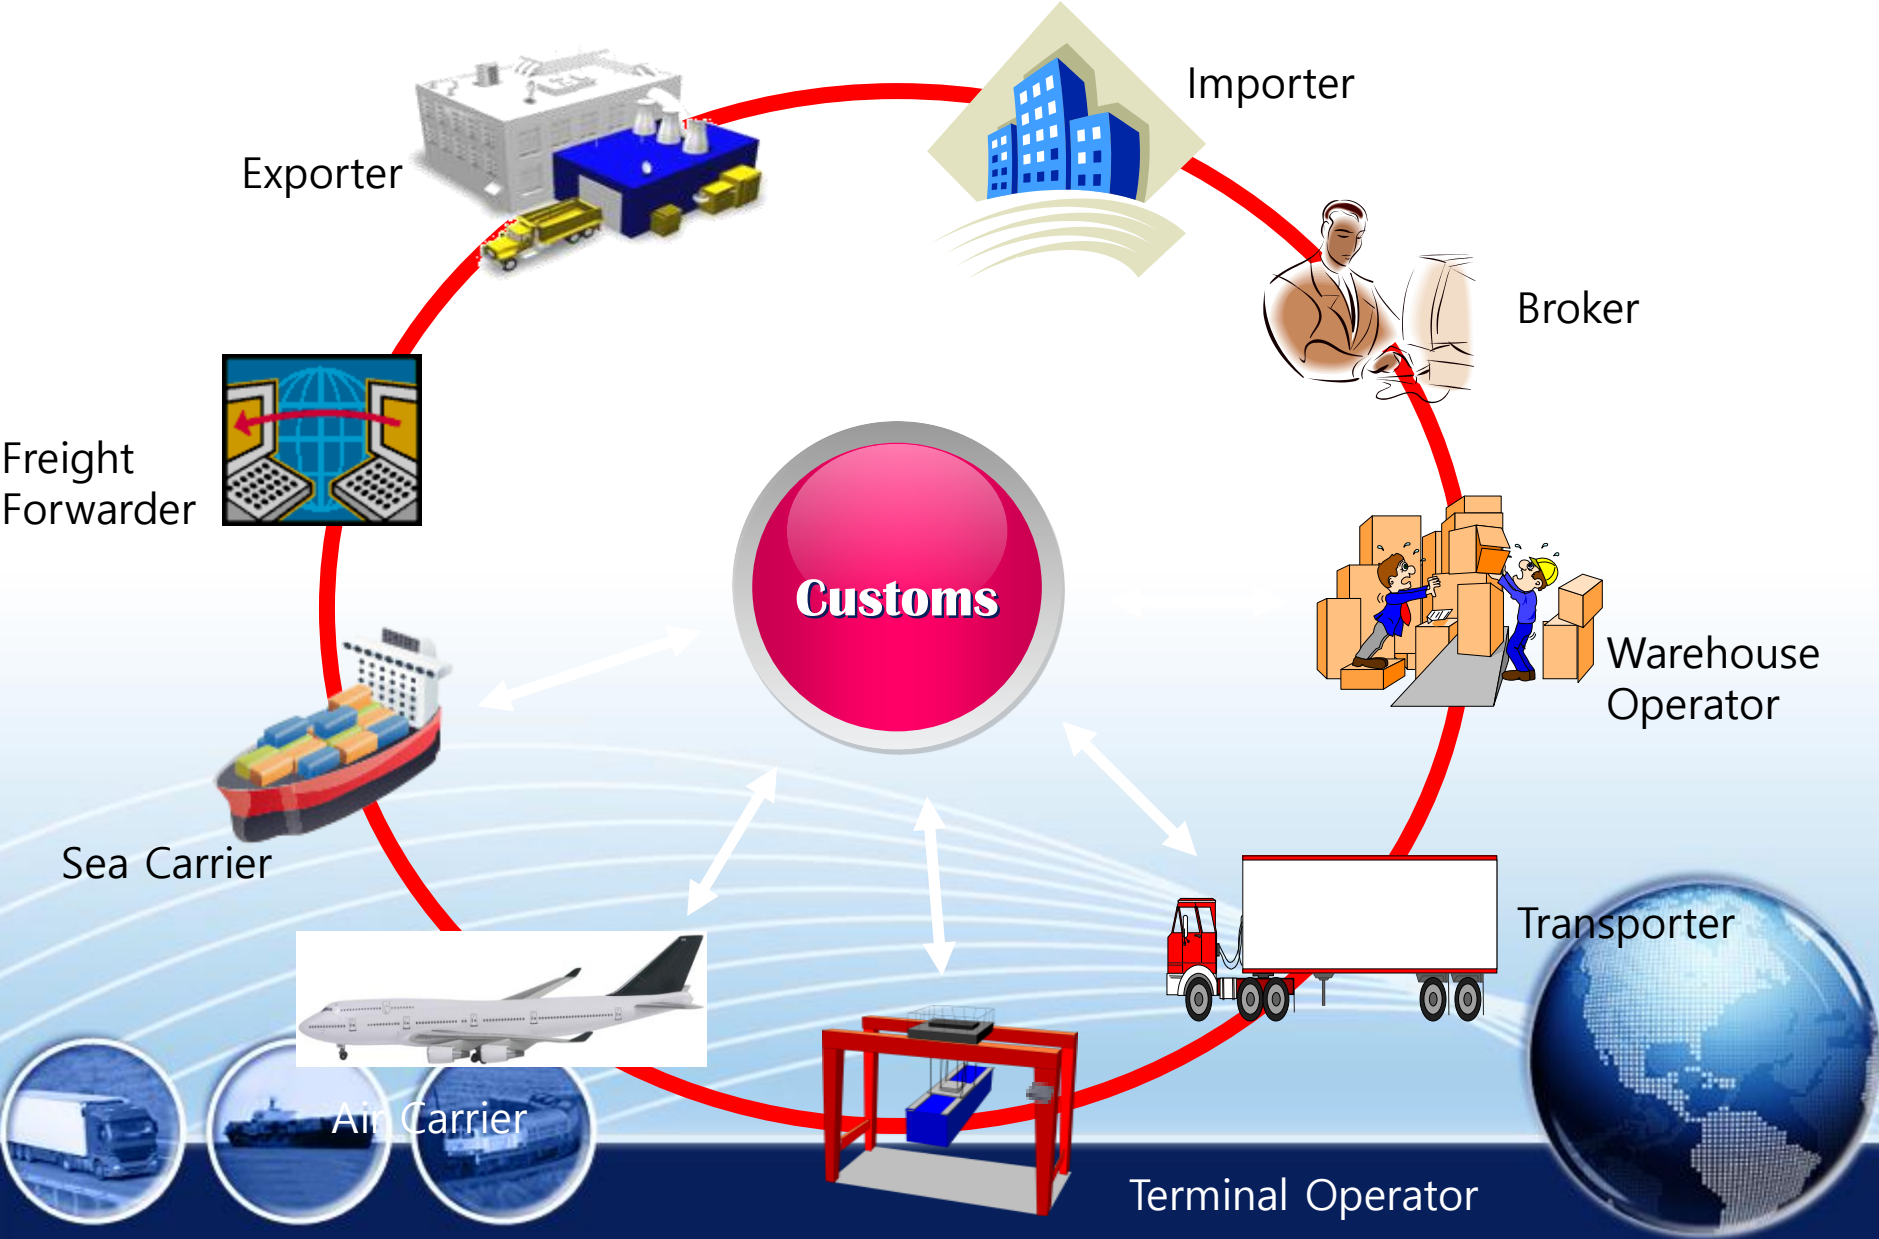 Importer
Exporter
Broker
Freight
Forwarder
Customs
Warehouse
Operator
Sea Carrier
Transporter
Air Carrier
Terminal Operator